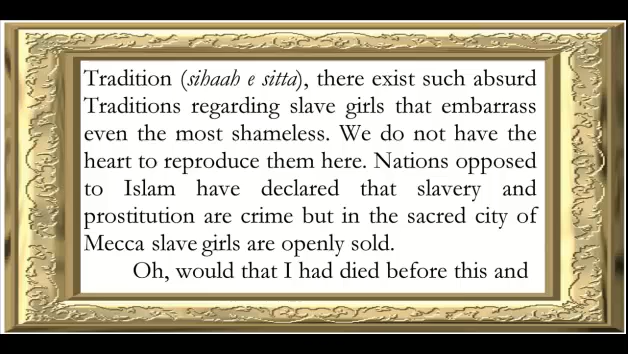 Tradition (sihaah e sitta), there exist such absurd
Traditions regarding slave girls that embarrass
even the most shameless. We do not have the
heart to reproduce them here. Nations opposed
to Islam have declared that slavery and
prostitution are crime but in the sacred city of
Mecca slave girls are openly sold.
Oh, would that I had died before this and